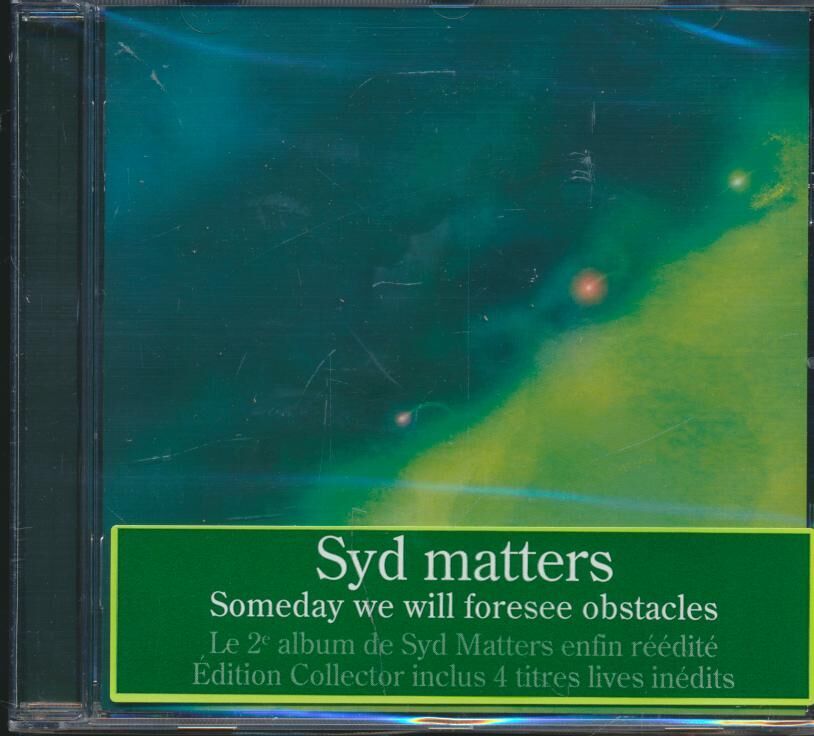 Syd matters
Someday we will foresee obstacles
Le 2e album de Syd Matters enfin réédité
Édition Collector inclus 4 titres lives inédits